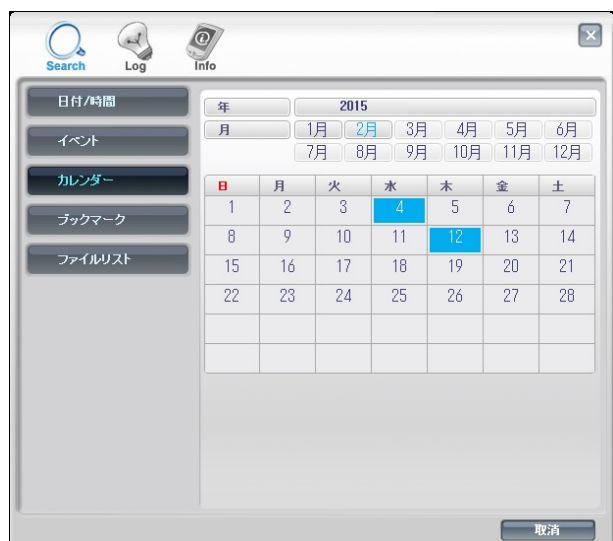 Search Log Info
日付/時間
イベント
カレンダー
ブックマーク
ファイルリスト
年 2015
月 1月 2月 3月 4月 5月 6月
7月 8月 9月 10月 11月 12月
日 月 火 水 木 金 土
1 2 3 4 5 6 7
8 9 10 11 12 13 14
15 16 17 18 19 20 21
22 23 24 25 26 27 28
取消